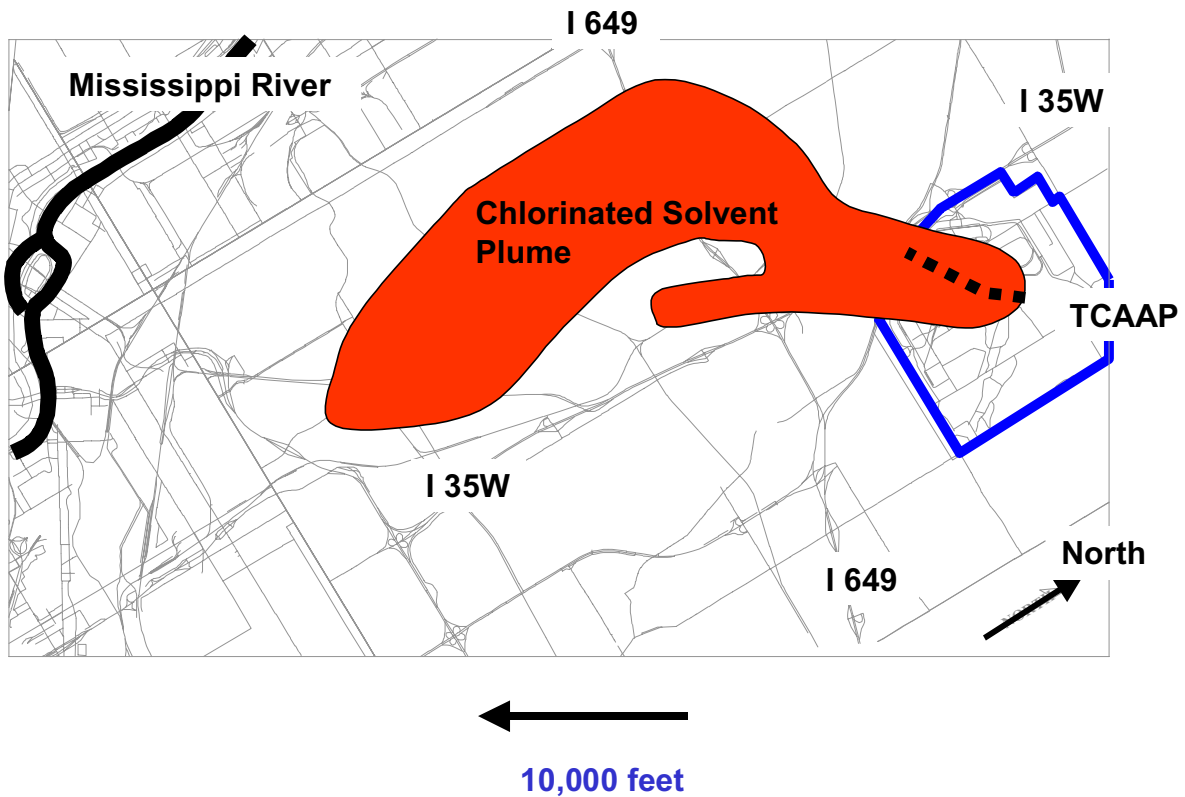 I 649
Mississippi River
I 35W
Chlorinated Solvent
Plume
TCAAP
I 35W
North
I 649
10,000 feet